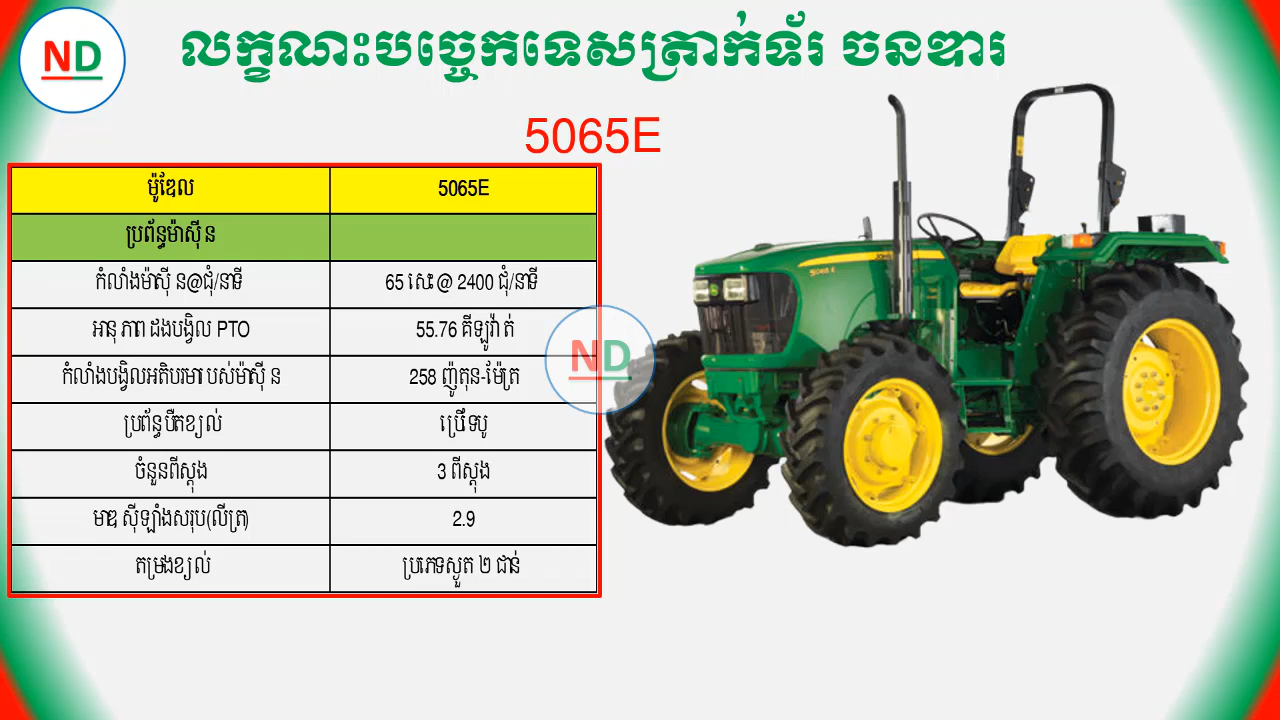 ND
លក្ខណះបច្ចេកទេសត្រាក់ទ័រ ចនឌារ
5065E
ម៉ូឌែល 5065E
ប្រព័ន្ធម៉ាស៊ីន
កំលាំងម៉ាស៊ី ន@ជុំ/នាទី 65 សេះ@ 2400 ជុំ/នាទី
អានុ ភាព ដងបង្វិល PTO 55.76 គីឡូវ៉ា ត់
កំលាំងបង្វិលអតិបរមា របស់ម៉ាស៊ី ន 258 ញ៉ូតុន-ម៉ែត្រ
ប្រព័ន្ធបឺតខ្យល់ ប្រើទបូ
ចំនួនពីស្តុង 3 ពីស្តុង
មាឌ ស៊ីឡាំងសរុប(លីត្រ) 2.9
តម្រងខ្យល់ ប្រភេទស្ងួត ២ ជាន់
ND
5065 E